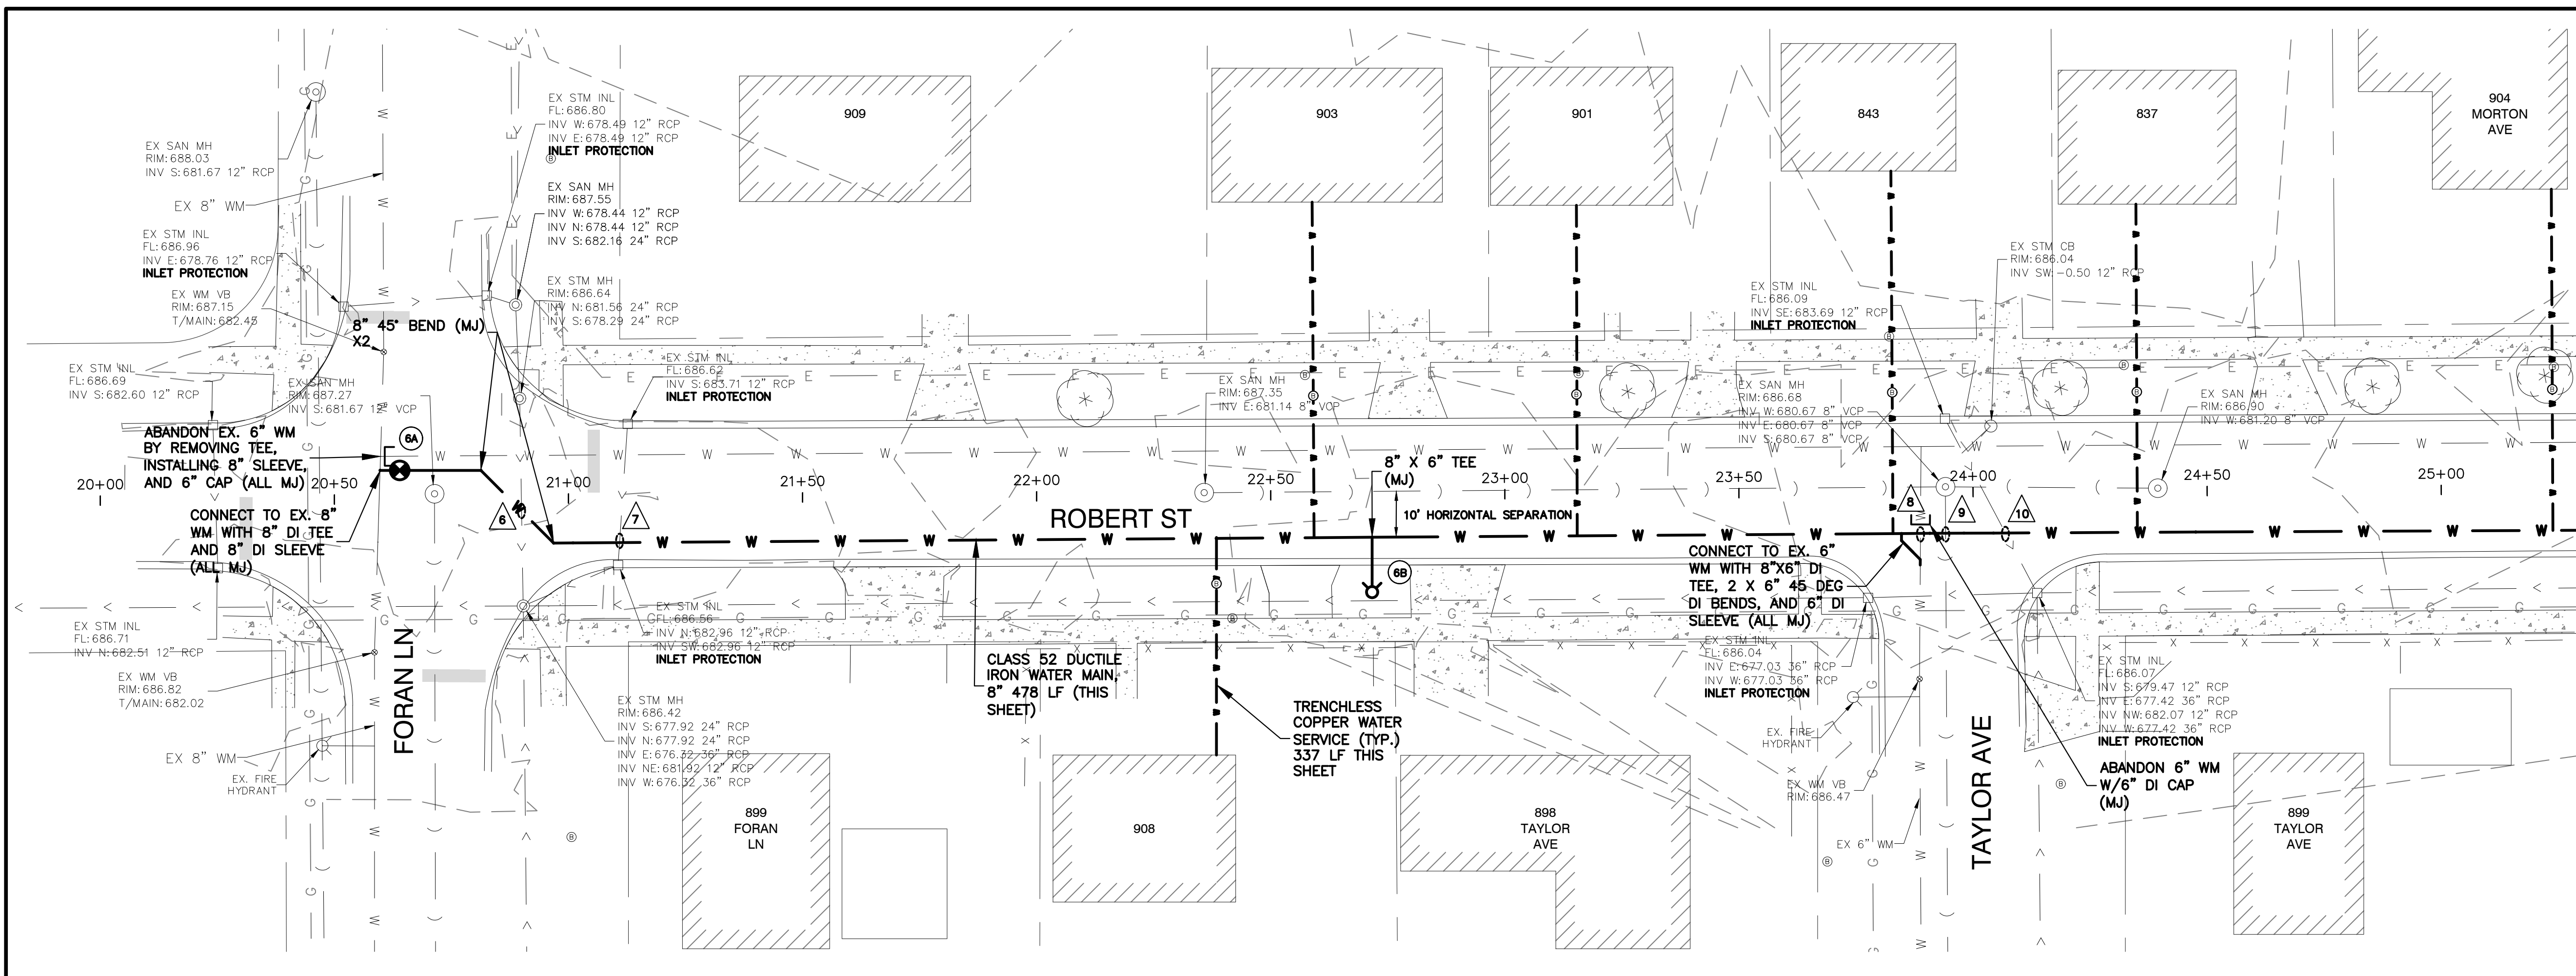 EX SAN MH
RIM:688.03
INV S:681.67 12" RCP
EX 8" WM
EX STM INL
FL:686.96
INV E:678.76 12" RCP
INLET PROTECTION
EX WM VB
RIM:687.15
T/MAIN:682.45
8" 45° BEND (MJ)
X2
EX STM INL
FL:686.69
INV S:682.60 12" RCP
EX SAN MH
RIM:687.27
INV S:681.67 12" VCP
ABANDON EX. 6" WM
BY REMOVING TEE,
INSTALLING 8" SLEEVE,
AND 6" CAP (ALL MJ)
6A
CONNECT TO EX. 8"
WM WITH 8" DI TEE
AND 8" DI SLEEVE
(ALL MJ)
EX STM INL
FL:686.80
INV W:678.49 12" RCP
INV E:678.49 12" RCP
INLET PROTECTION
EX SAN MH
RIM:687.55
INV W:678.44 12" RCP
INV N:678.44 12" RCP
INV S:682.16 24" RCP
EX STM MH
RIM:686.64
INV N:681.56 24" RCP
INV S:678.29 24" RCP
EX STM INL
FL:686.62
INV S:683.71 12" RCP
INLET PROTECTION
909
903
901
843
837
904
MORTON
AVE
EX SAN MH
RIM:687.35
INV E:681.14 8" VCP
EX STM INL
FL:686.09
INV SE:683.69 12" RCP
INLET PROTECTION
EX STM CB
RIM:686.04
INV SW:-0.50 12" RCP
EX SAN MH
RIM:686.68
INV W:680.67 8" VCP
INV E:680.67 8" VCP
INV S:680.67 8" VCP
EX SAN MH
RIM:686.90
INV W:681.20 8" VCP
20+00
20+50
21+00
21+50
22+00
22+50
23+00
23+50
24+00
24+50
25+00
6
7
8
9
10
ROBERT ST
8" X 6" TEE
(MJ)
10' HORIZONTAL SEPARATION
6B
CONNECT TO EX. 6"
WM WITH 8"X6" DI
TEE, 2 X 6" 45 DEG
DI BENDS, AND 6" DI
SLEEVE (ALL MJ)
EX STM INL
FL:686.71
INV N:682.51 12" RCP
EX WM VB
RIM:686.82
T/MAIN:682.02
EX 8" WM
EX. FIRE
HYDRANT
FORAN LN
EX STM INL
FL:686.56
INV N:682.96 12" RCP
INV SW:682.96 12" RCP
INLET PROTECTION
EX STM MH
RIM:686.42
INV S:677.92 24" RCP
INV N:677.92 24" RCP
INV E:676.32 36" RCP
INV NE:681.92 12" RCP
INV W:676.32 36" RCP
CLASS 52 DUCTILE
IRON WATER MAIN,
8" 478 LF (THIS
SHEET)
TRENCHLESS
COPPER WATER
SERVICE (TYP.)
337 LF THIS
SHEET
EX STM INL
FL:686.04
INV E:677.03 36" RCP
INV W:677.03 36" RCP
INLET PROTECTION
EX. FIRE
HYDRANT
EX WM VB
RIM:686.47
EX 6" WM
TAYLOR AVE
EX STM INL
FL:686.07
INV S:679.47 12" RCP
INV E:677.42 36" RCP
INV NW:682.07 12" RCP
INV W:677.42 36" RCP
INLET PROTECTION
ABANDON 6" WM
W/6" DI CAP
(MJ)
899
FORAN
LN
908
898
TAYLOR
AVE
899
TAYLOR
AVE